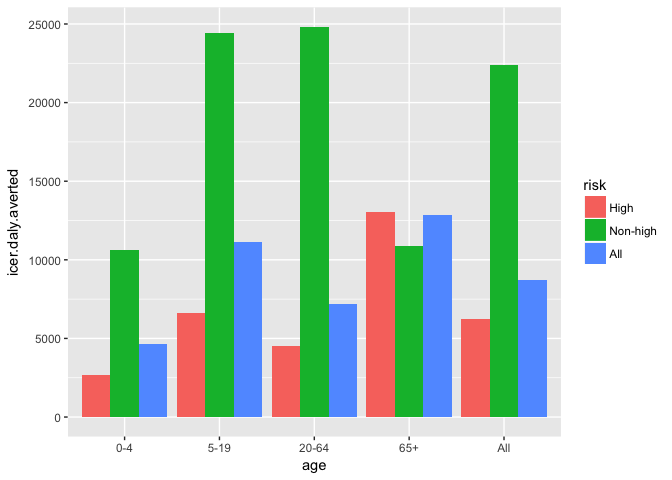 25000
20000
15000
10000
5000
0
icer.daly.averted
0-4 5-19 20-64 65+ All
age
risk
High
Non-high
All